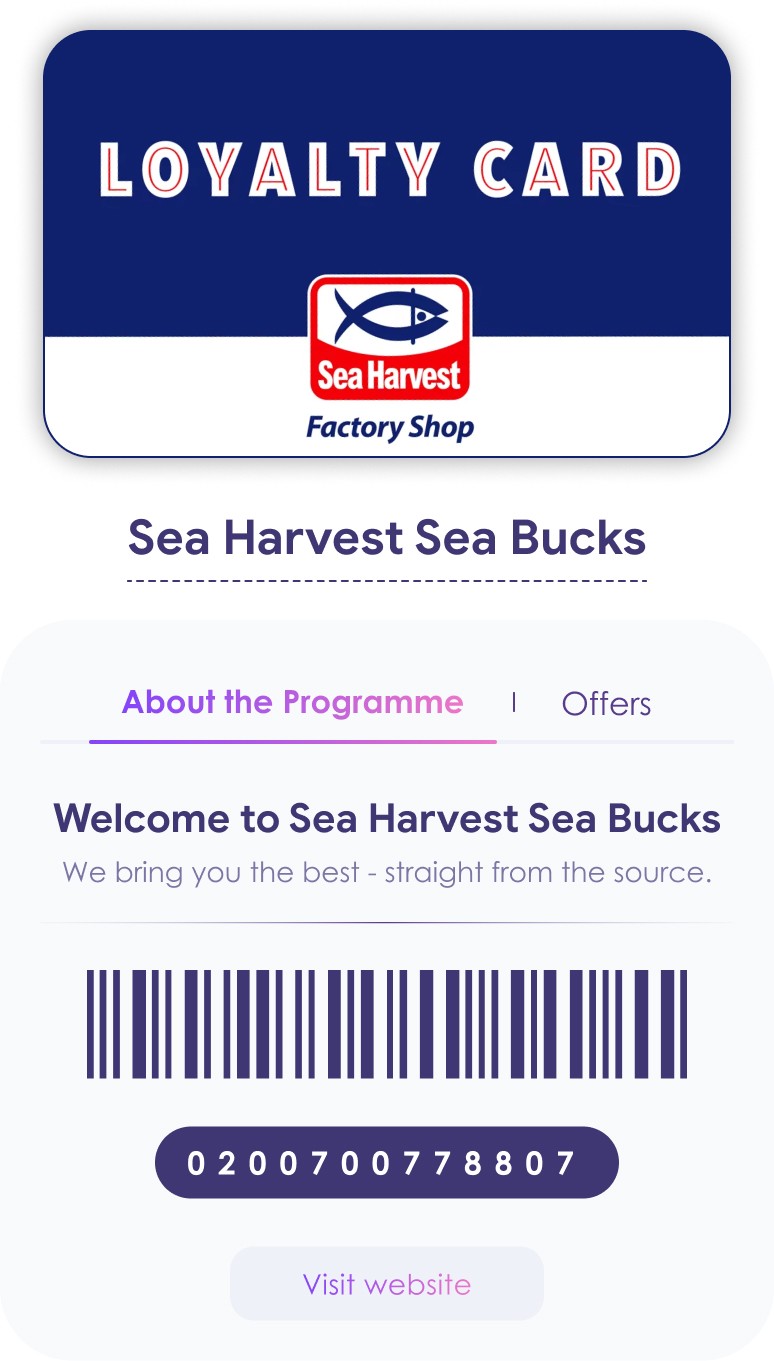 LOYALTY CARD
Sea Harvest
Factory Shop
Sea Harvest Sea Bucks
About the Programme | Offers
Welcome to Sea Harvest Sea Bucks
We bring you the best - straight from the source.
0200700778807
Visit website